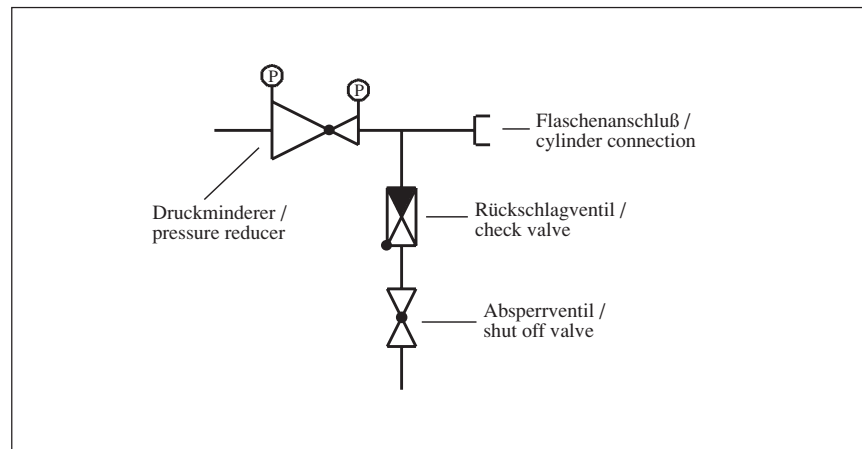 P
P
Flaschenanschluß /
cylinder connection
Druckminderer /
pressure reducer
Rückschlagventil /
check valve
Absperrventil /
shut off valve